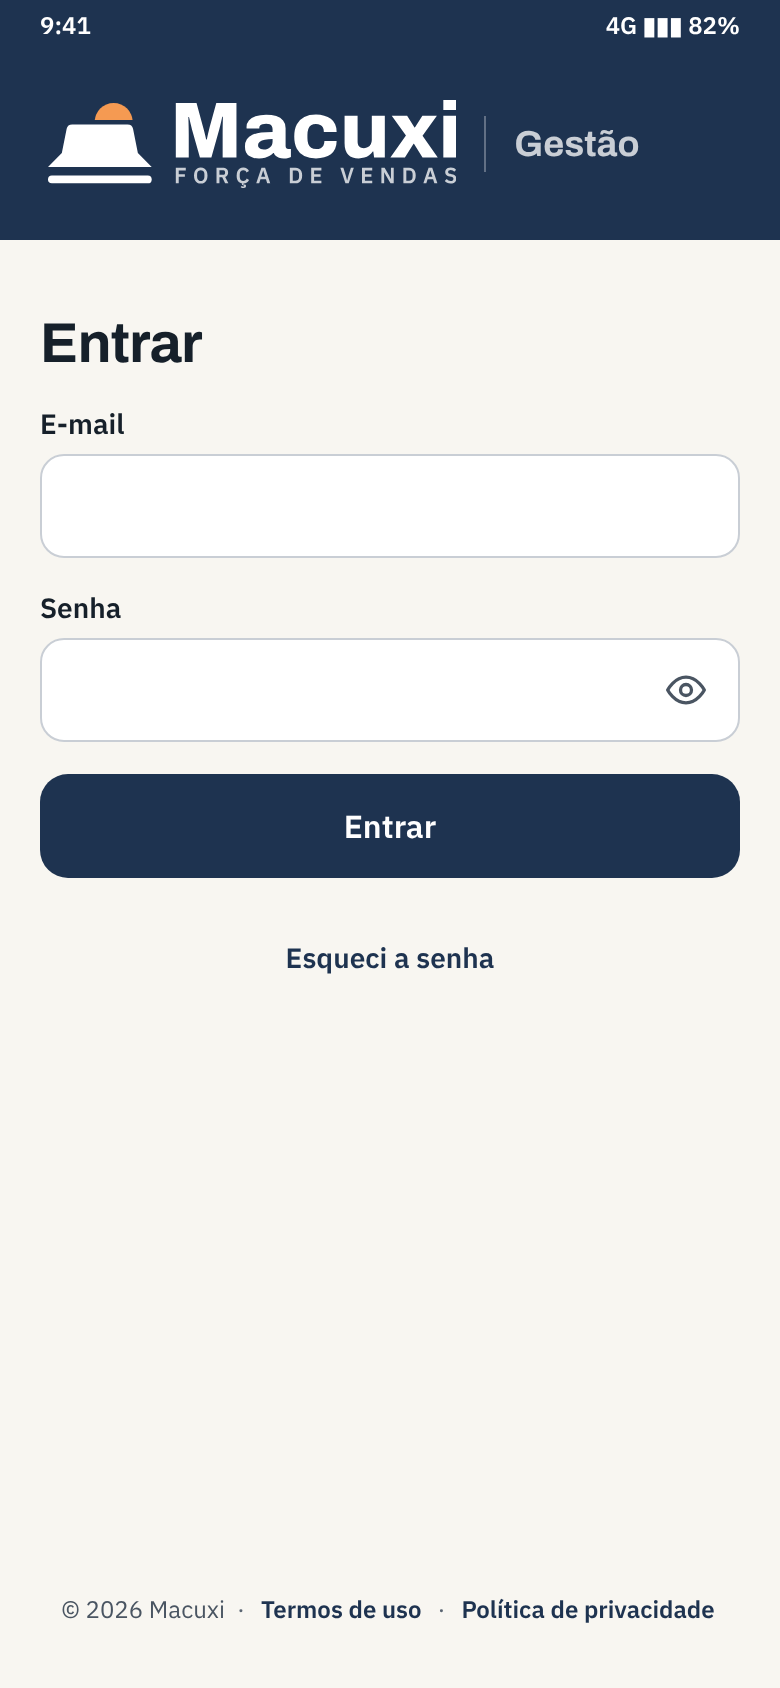 9:41 4G 82%
Macuxi
FORÇA DE VENDAS
Gestão
Entrar
E-mail
Senha
Entrar
Esqueci a senha
© 2026 Macuxi · Termos de uso · Política de privacidade